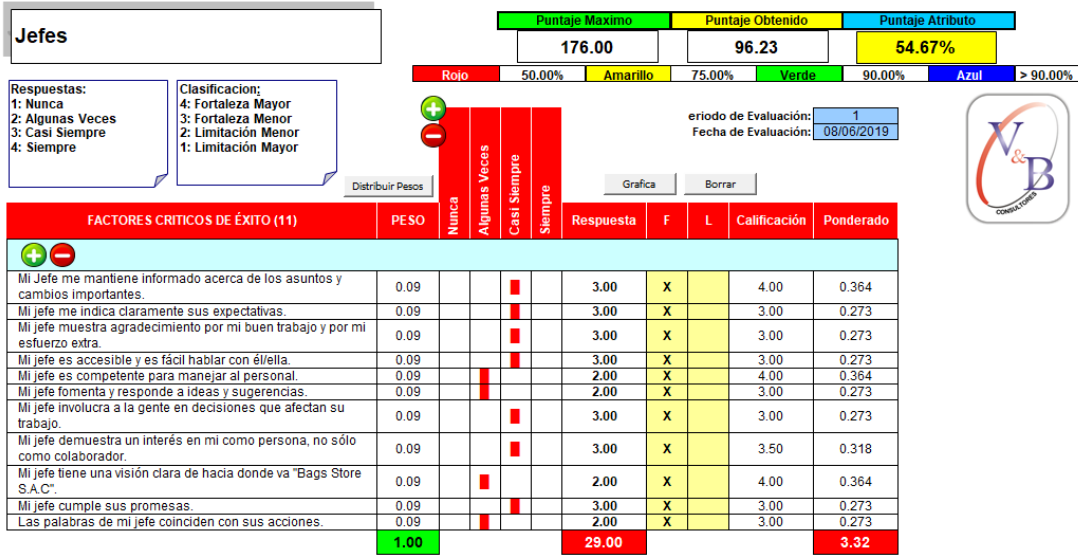 Jefes
Puntaje Maximo Puntaje Obtenido Puntaje Atributo
176.00 96.23 54.67%
Rojo 50.00% Amarillo 75.00% Verde 90.00% Azul > 90.00%
Respuestas:
1: Nunca
2: Algunas Veces
3: Casi Siempre
4: Siempre
Clasificacion:
4: Fortaleza Mayor
3: Fortaleza Menor
2: Limitación Menor
1: Limitación Mayor
eriodo de Evaluación: 1
Fecha de Evaluación: 08/06/2019
V&B
CONSULTORES
Distribuir Pesos
Grafica Borrar
FACTORES CRITICOS DE ÉXITO (11) PESO Nunca Algunas Veces Casi Siempre Siempre Respuesta F L Calificación Ponderado
Mi Jefe me mantiene informado acerca de los asuntos y
cambios importantes. 0.09 3.00 X 4.00 0.364
Mi jefe me indica claramente sus expectativas. 0.09 3.00 X 3.00 0.273
Mi jefe muestra agradecimiento por mi buen trabajo y por mi
esfuerzo extra. 0.09 3.00 X 3.00 0.273
Mi jefe es accesible y es fácil hablar con él/ella. 0.09 3.00 X 3.00 0.273
Mi jefe es competente para manejar al personal. 0.09 2.00 X 4.00 0.364
Mi jefe fomenta y responde a ideas y sugerencias. 0.09 2.00 X 3.00 0.273
Mi jefe involucra a la gente en decisiones que afectan su
trabajo. 0.09 3.00 X 3.00 0.273
Mi jefe demuestra un interés en mi como persona, no sólo
como colaborador. 0.09 3.00 X 3.50 0.318
Mi jefe tiene una visión clara de hacia donde va "Bags Store
S.A.C". 0.09 2.00 X 4.00 0.364
Mi jefe cumple sus promesas. 0.09 3.00 X 3.00 0.273
Las palabras de mi jefe coinciden con sus acciones. 0.09 2.00 X 3.00 0.273
1.00 29.00 3.32